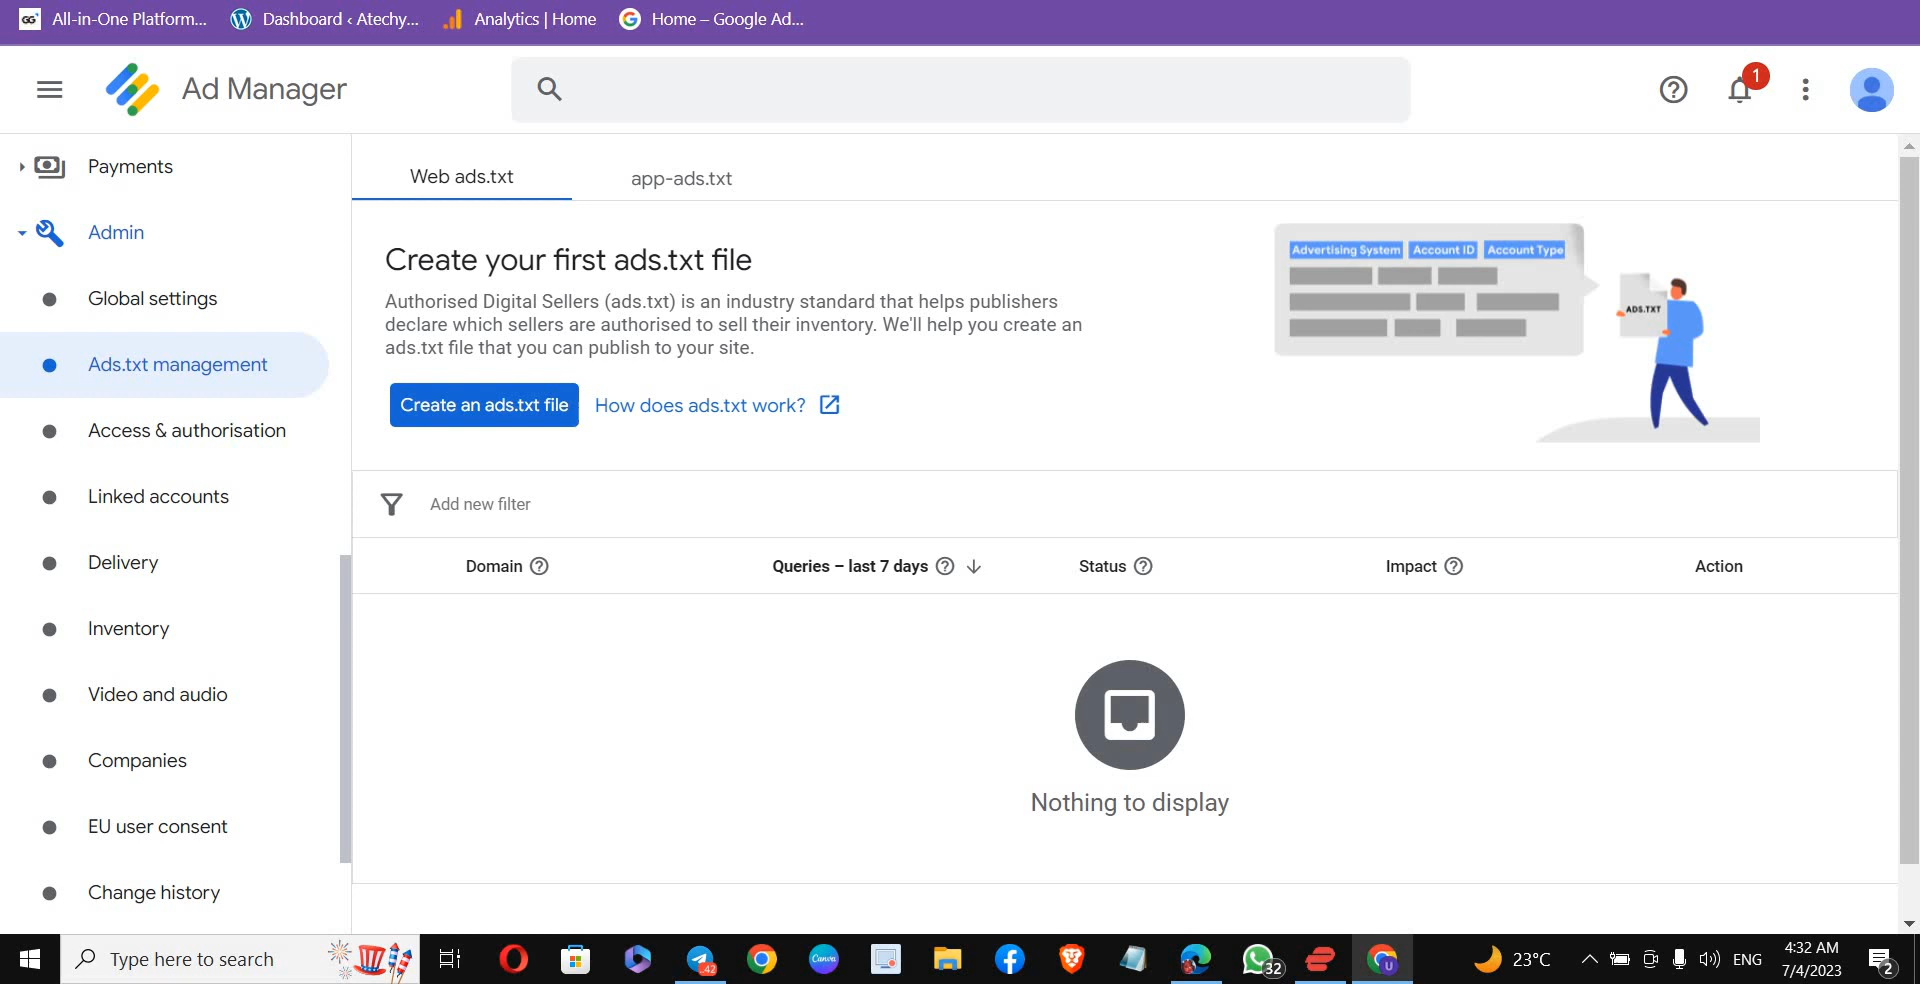 All-in-One Platform...
Dashboard ‹ Atechy...
Analytics | Home
Home – Google Ad...
Ad Manager
1
Payments
Admin
Global settings
Ads.txt management
Access & authorisation
Linked accounts
Delivery
Inventory
Video and audio
Companies
EU user consent
Change history
Web ads.txt
app-ads.txt
Create your first ads.txt file
Authorised Digital Sellers (ads.txt) is an industry standard that helps publishers
declare which sellers are authorised to sell their inventory. We'll help you create an
ads.txt file that you can publish to your site.
Create an ads.txt file
How does ads.txt work?
Advertising System Account ID Account Type
ADS.TXT
Add new filter
Domain
Queries – last 7 days
Status
Impact
Action
Nothing to display
Type here to search
.42
Canva
32
U
23°C
ENG
4:32 AM
7/4/2023
2